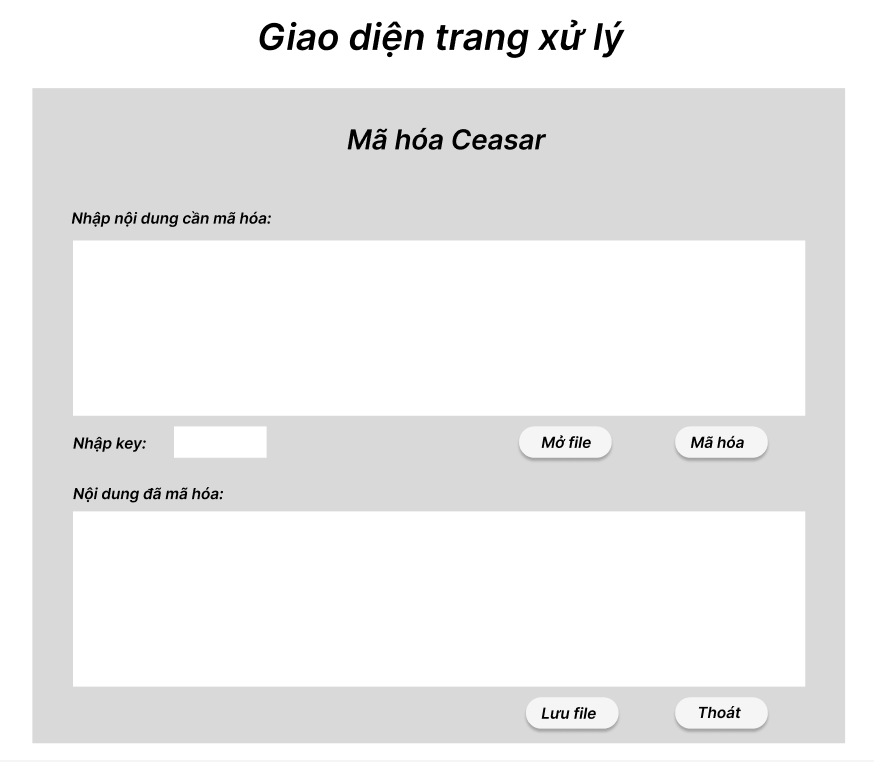 Giao diện trang xử lý
Mã hóa Ceasar
Nhập nội dung cần mã hóa:
Nhập key:
Mở file
Mã hóa
Nội dung đã mã hóa:
Lưu file
Thoát